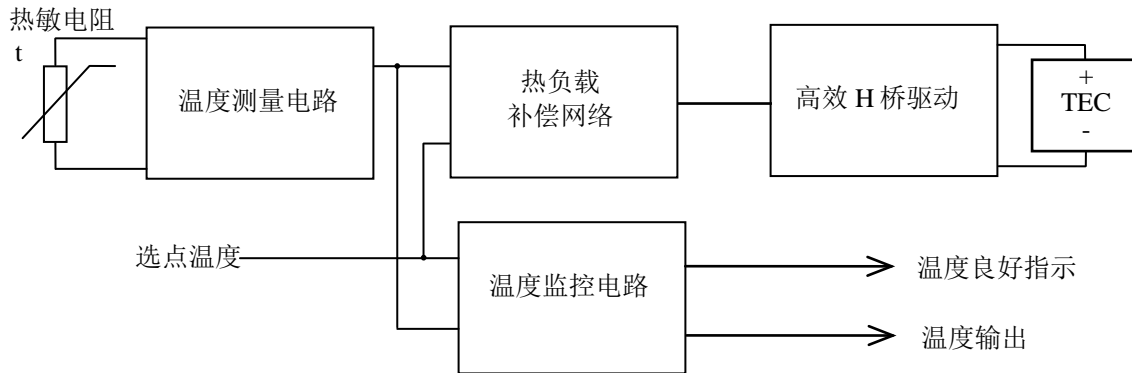 热敏电阻
t
温度测量电路
热负载
补偿网络
高效 H 桥驱动
+
TEC
-
选点温度
温度监控电路
温度良好指示
温度输出